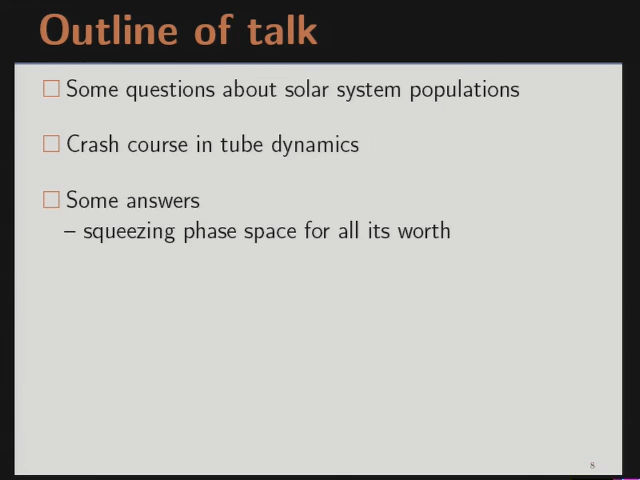 Outline of talk
Some questions about solar system populations
Crash course in tube dynamics
Some answers
– squeezing phase space for all its worth
8